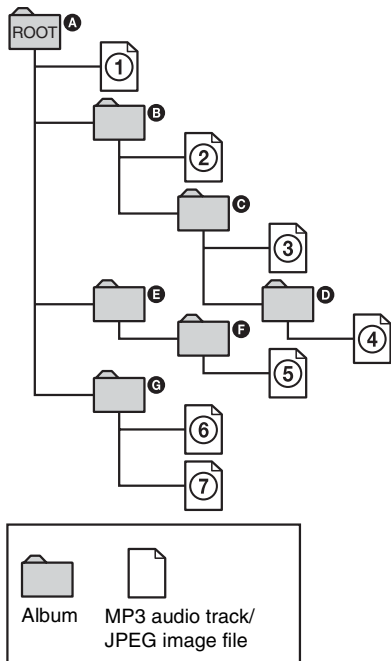 ROOT A
1
B
2
C
3
E
D
F
4
5
G
6
7
Album
MP3 audio track/
JPEG image file